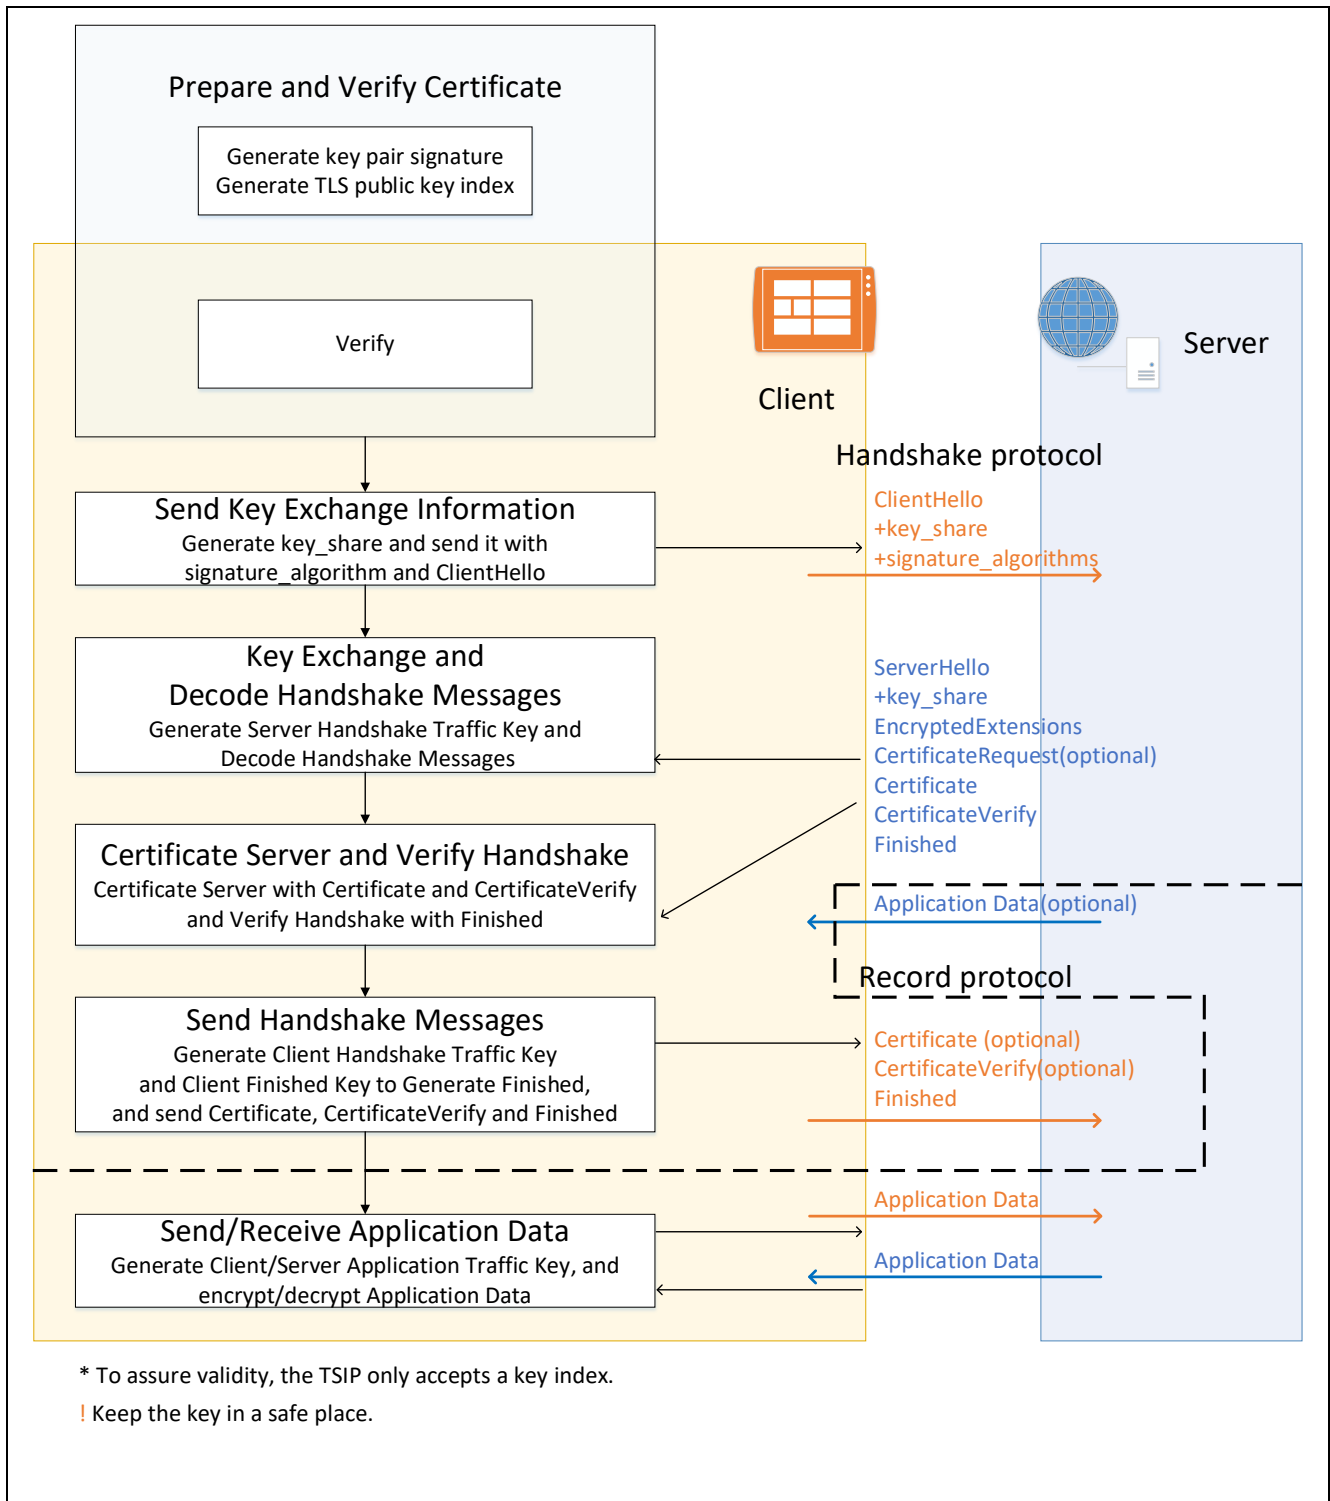 Prepare and Verify Certificate
Generate key pair signature
Generate TLS public key index
Verify
Client
Server
Handshake protocol
Send Key Exchange Information
Generate key_share and send it with
signature_algorithm and ClientHello
ClientHello
+key_share
+signature_algorithms
Key Exchange and
Decode Handshake Messages
Generate Server Handshake Traffic Key and
Decode Handshake Messages
ServerHello
+key_share
EncryptedExtensions
CertificateRequest(optional)
Certificate
CertificateVerify
Finished
Certificate Server and Verify Handshake
Certificate Server with Certificate and CertificateVerify
and Verify Handshake with Finished
Application Data(optional)
Record protocol
Send Handshake Messages
Generate Client Handshake Traffic Key
and Client Finished Key to Generate Finished,
and send Certificate, CertificateVerify and Finished
Certificate (optional)
CertificateVerify(optional)
Finished
Send/Receive Application Data
Generate Client/Server Application Traffic Key, and
encrypt/decrypt Application Data
Application Data
Application Data
* To assure validity, the TSIP only accepts a key index.
! Keep the key in a safe place.